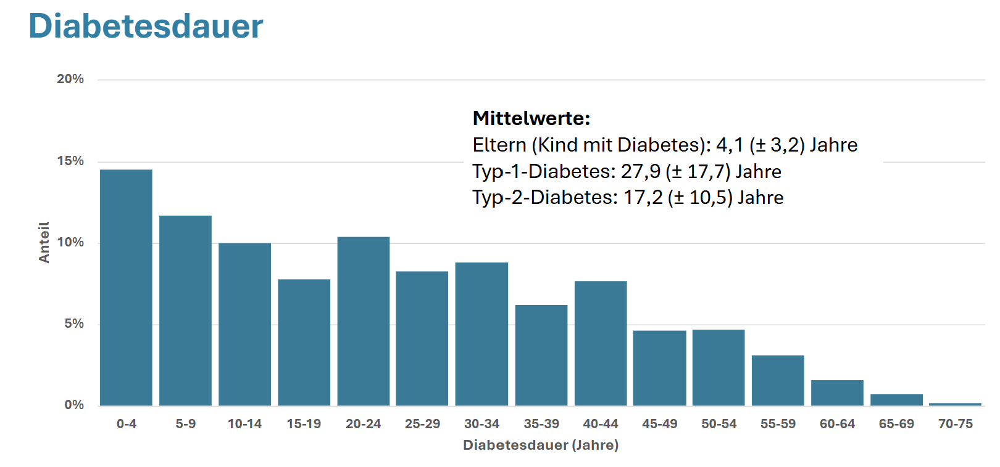 Diabetesdauer
20%
Mittelwerte:
Eltern (Kind mit Diabetes): 4,1 (± 3,2) Jahre
15%
Typ-1-Diabetes: 27,9 (± 17,7) Jahre
Typ-2-Diabetes: 17,2 (± 10,5) Jahre
Anteil
10%
5%
0%
0-4 5-9 10-14 15-19 20-24 25-29 30-34 35-39 40-44 45-49 50-54 55-59 60-64 65-69 70-75
Diabetesdauer (Jahre)